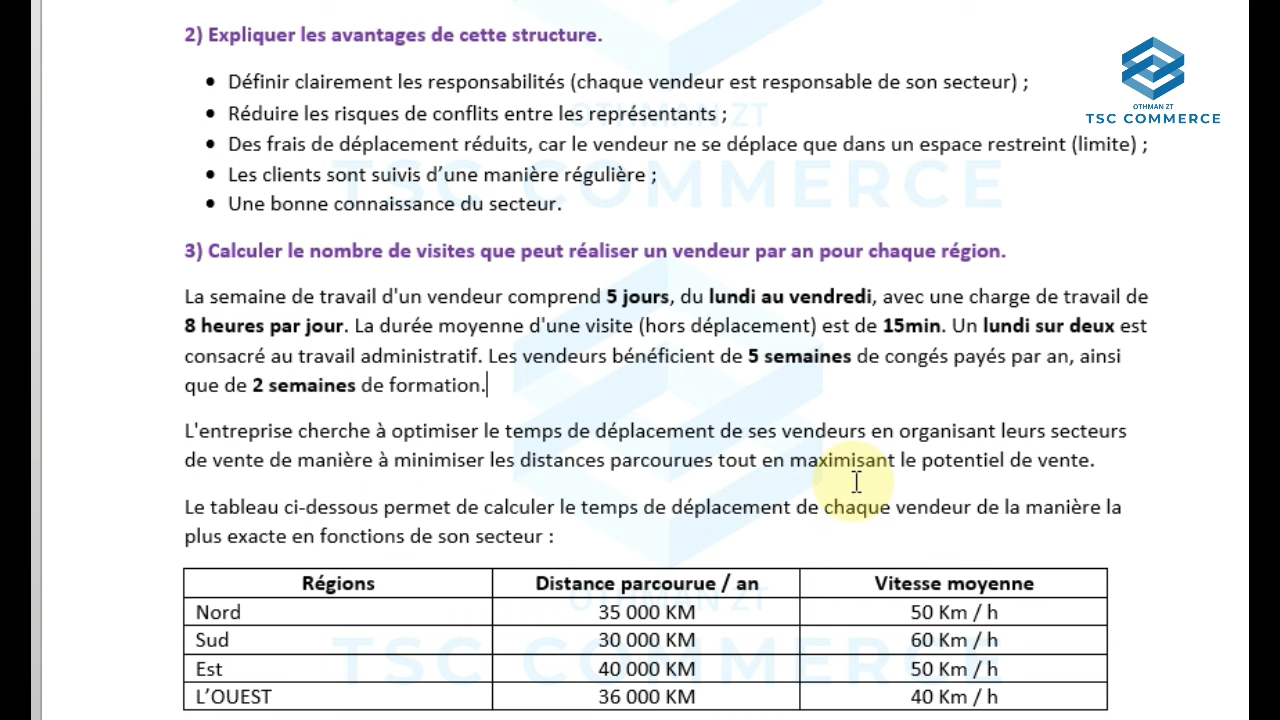 2) Expliquer les avantages de cette structure.
OTHMAN ZT
TSC COMMERCE
• Définir clairement les responsabilités (chaque vendeur est responsable de son secteur) ;
• Réduire les risques de conflits entre les représentants ;
• Des frais de déplacement réduits, car le vendeur ne se déplace que dans un espace restreint (limite) ;
• Les clients sont suivis d’une manière régulière ;
• Une bonne connaissance du secteur.
OTHMAN ZT
TSC COMMERCE
3) Calculer le nombre de visites que peut réaliser un vendeur par an pour chaque région.
La semaine de travail d'un vendeur comprend 5 jours, du lundi au vendredi, avec une charge de travail de
8 heures par jour. La durée moyenne d'une visite (hors déplacement) est de 15min. Un lundi sur deux est
consacré au travail administratif. Les vendeurs bénéficient de 5 semaines de congés payés par an, ainsi
que de 2 semaines de formation.
L'entreprise cherche à optimiser le temps de déplacement de ses vendeurs en organisant leurs secteurs
de vente de manière à minimiser les distances parcourues tout en maximisant le potentiel de vente.
Le tableau ci-dessous permet de calculer le temps de déplacement de chaque vendeur de la manière la
plus exacte en fonctions de son secteur :
Régions Distance parcourue / an Vitesse moyenne
Nord 35 000 KM 50 Km / h
Sud 30 000 KM 60 Km / h
Est 40 000 KM 50 Km / h
L’OUEST 36 000 KM 40 Km / h
OTHMAN ZT
TSC COMMERCE